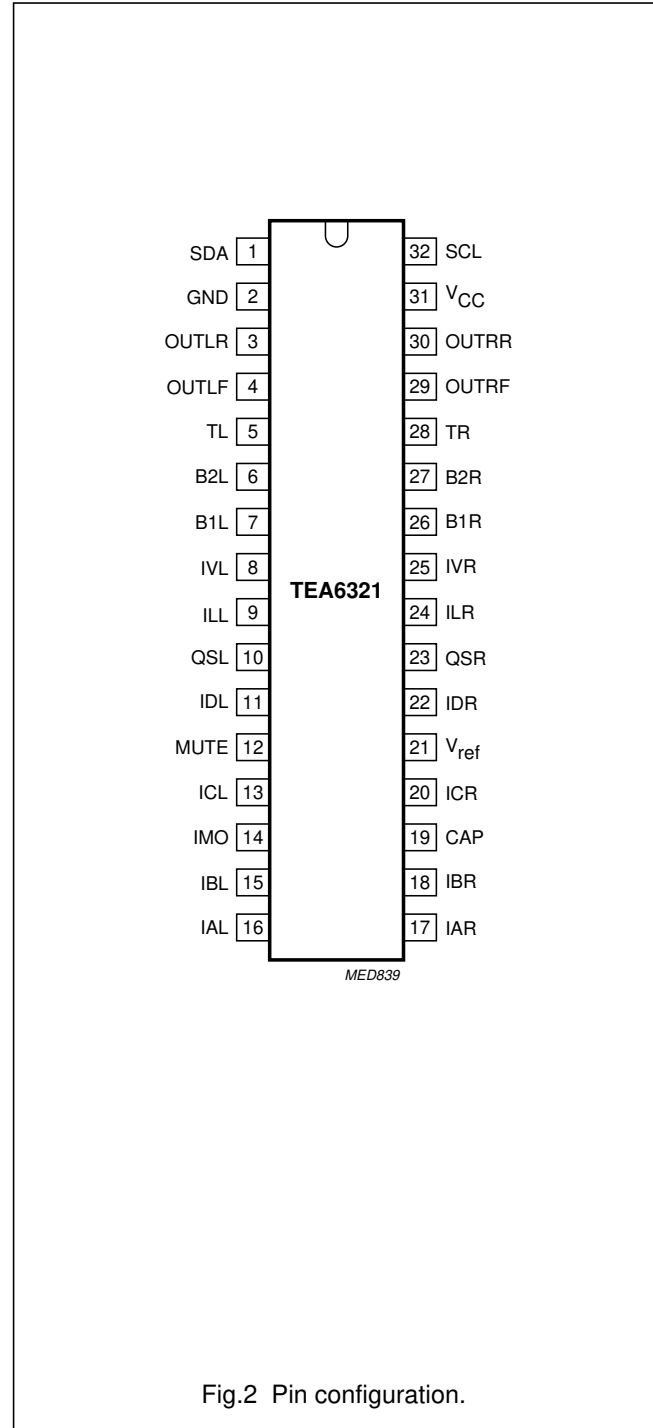 SDA 1 32 SCL
GND 2 31 VCC
OUTLR 3 30 OUTRR
OUTLF 4 29 OUTRF
TL 5 28 TR
B2L 6 27 B2R
B1L 7 26 B1R
IVL 8 25 IVR
TEA6321
ILL 9 24 ILR
QSL 10 23 QSR
IDL 11 22 IDR
MUTE 12 21 Vref
ICL 13 20 ICR
IMO 14 19 CAP
IBL 15 18 IBR
IAL 16 17 IAR
MED839
Fig.2 Pin configuration.